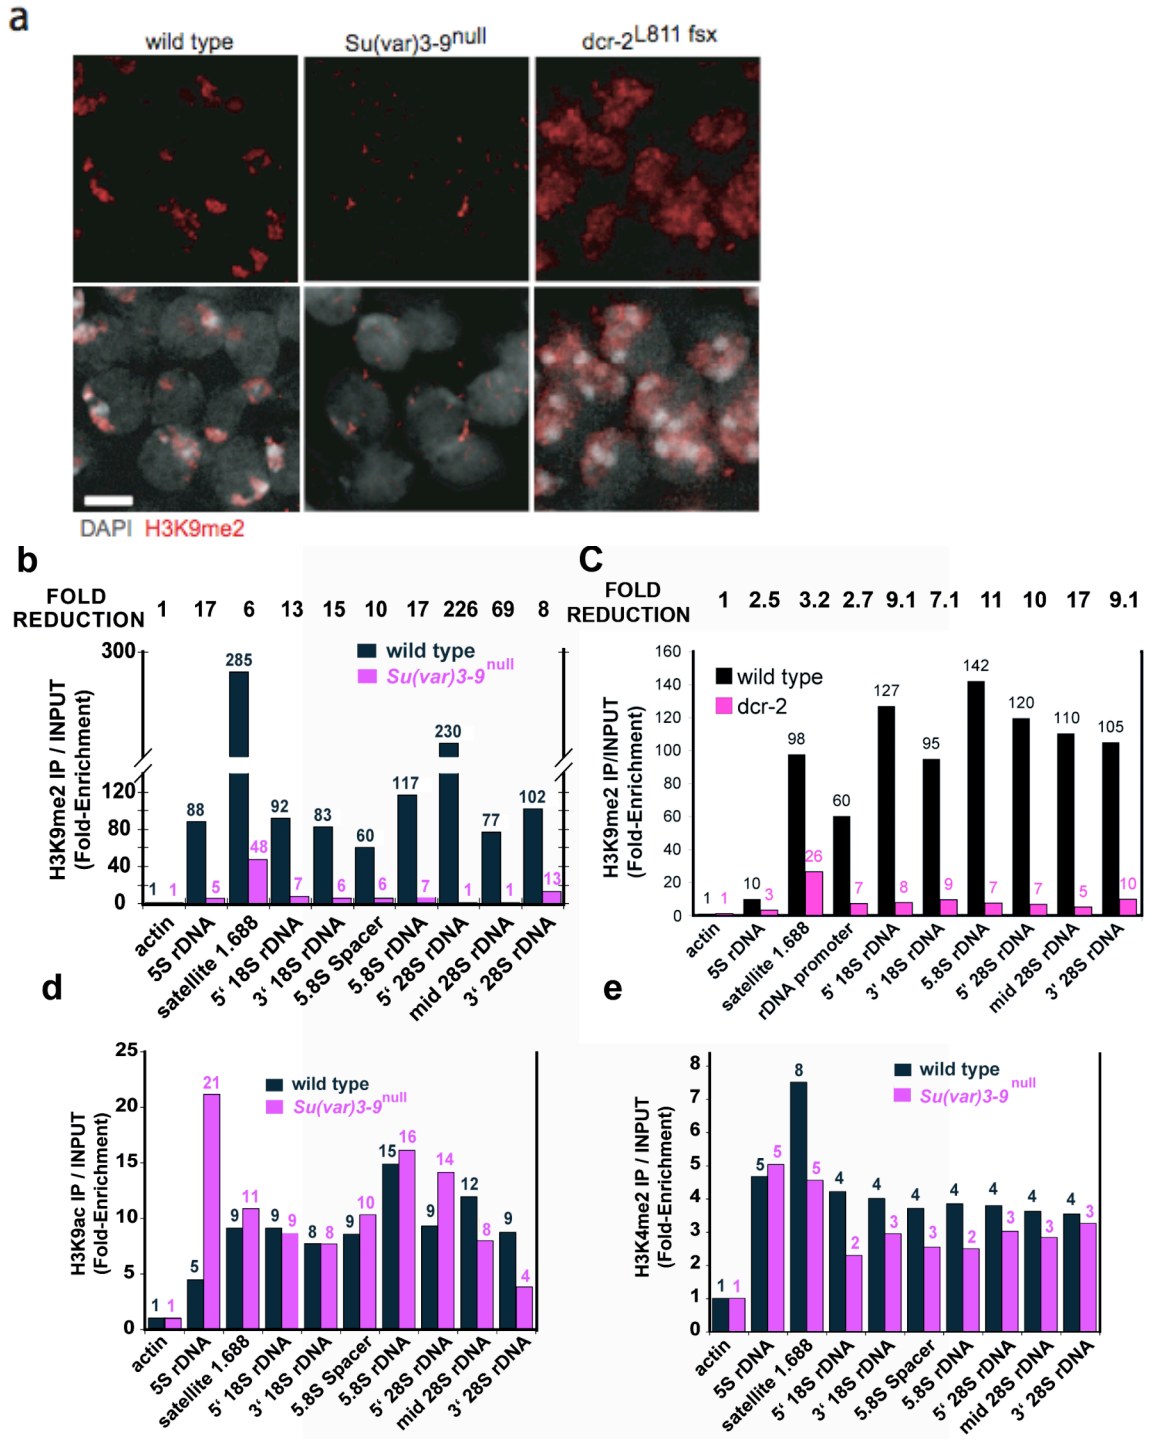 a
wild type Su(var)3-9null dcr-2L811 fsx
DAPI H3K9me2
b
FOLD REDUCTION 1 17 6 13 15 10 17 226 69 8
wild type
Su(var)3-9null
H3K9me2 IP / INPUT
(Fold-Enrichment)
300
120
80
40
0
1 1 88 5 285 48 92 7 83 6 60 6 117 7 230 1 77 1 102 13
actin
5S rDNA
satellite 1.688
5‘ 18S rDNA
3‘ 18S rDNA
5.8S Spacer
5.8S rDNA
5‘ 28S rDNA
mid 28S rDNA
3‘ 28S rDNA
C
FOLD REDUCTION 1 2.5 3.2 2.7 9.1 7.1 11 10 17 9.1
wild type
dcr-2
H3K9me2 IP/INPUT
(Fold-Enrichment)
160
140
120
100
80
60
40
20
0
1 1 10 3 98 26 60 7 127 8 95 9 142 7 120 7 110 5 105 10
actin
5S rDNA
satellite 1.688
rDNA promoter
5‘ 18S rDNA
3‘ 18S rDNA
5.8S rDNA
5‘ 28S rDNA
mid 28S rDNA
3‘ 28S rDNA
d
wild type
Su(var)3-9null
H3K9ac IP / INPUT
(Fold-Enrichment)
25
20
15
10
5
0
1 1 5 21 9 11 9 9 8 8 9 10 15 16 9 14 12 8 9 4
actin
5S rDNA
satellite 1.688
5‘ 18S rDNA
3‘ 18S rDNA
5.8S Spacer
5.8S rDNA
5‘ 28S rDNA
mid 28S rDNA
3‘ 28S rDNA
e
wild type
Su(var)3-9null
H3K4me2 IP / INPUT
(Fold-Enrichment)
8
7
6
5
4
3
2
1
0
1 1 5 5 8 5 4 2 4 3 4 3 4 2 4 3 4 3 4 3
actin
5S rDNA
satellite 1.688
5‘ 18S rDNA
3‘ 18S rDNA
5.8S Spacer
5.8S rDNA
5‘ 28S rDNA
mid 28S rDNA
3‘ 28S rDNA